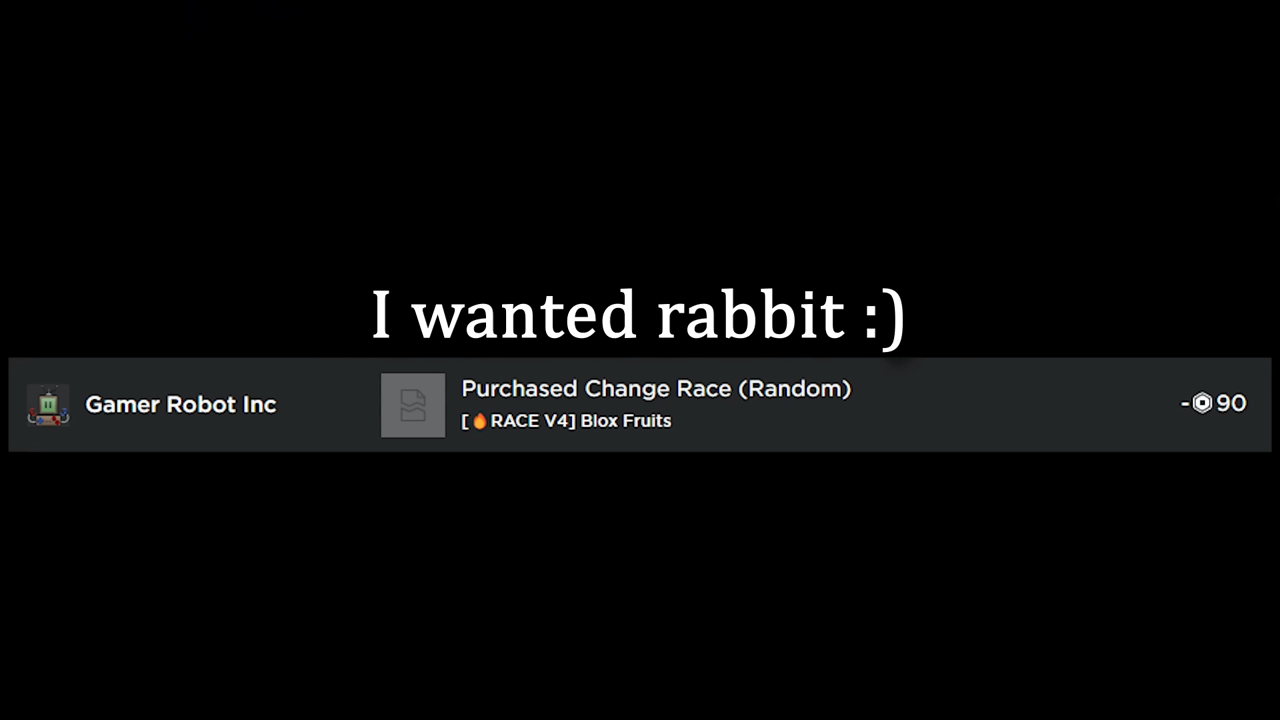 I wanted rabbit :)
Gamer Robot Inc
Purchased Change Race (Random)
[🔥RACE V4] Blox Fruits
-90